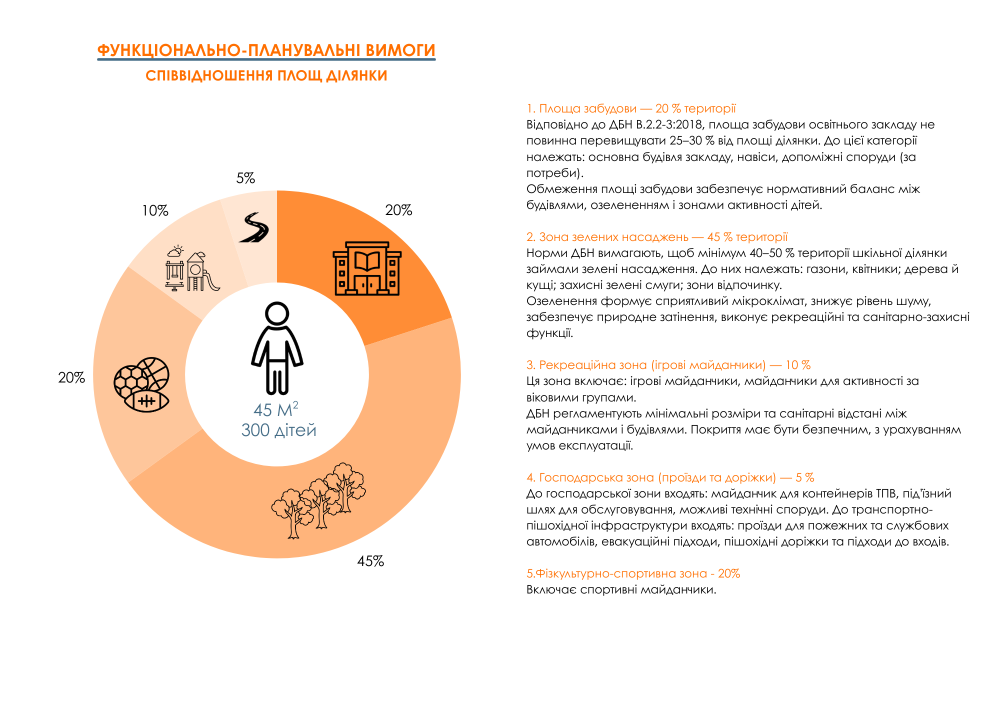 ФУНКЦІОНАЛЬНО-ПЛАНУВАЛЬНІ ВИМОГИ
СПІВВІДНОШЕННЯ ПЛОЩ ДІЛЯНКИ
5%
10%
20%
20%
45 М²
300 дітей
45%
1. Площа забудови — 20 % території
Відповідно до ДБН В.2.2-3:2018, площа забудови освітнього закладу не
повинна перевищувати 25–30 % від площі ділянки. До цієї категорії
належать: основна будівля закладу, навіси, допоміжні споруди (за
потреби).
Обмеження площі забудови забезпечує нормативний баланс між
будівлями, озелененням і зонами активності дітей.
2. Зона зелених насаджень — 45 % території
Норми ДБН вимагають, щоб мінімум 40–50 % території шкільної ділянки
займали зелені насадження. До них належать: газони, квітники; дерева й
кущі; захисні зелені смуги; зони відпочинку.
Озеленення формує сприятливий мікроклімат, знижує рівень шуму,
забезпечує природне затінення, виконує рекреаційні та санітарно-захисні
функції.
3. Рекреаційна зона (ігрові майданчики) — 10 %
Ця зона включає: ігрові майданчики, майданчики для активності за
віковими групами.
ДБН регламентують мінімальні розміри та санітарні відстані між
майданчиками і будівлями. Покриття має бути безпечним, з урахуванням
умов експлуатації.
4. Господарська зона (проїзди та доріжки) — 5 %
До господарської зони входять: майданчик для контейнерів ТПВ, під'їзний
шлях для обслуговування, можливі технічні споруди. До транспортно-
пішохідної інфраструктури входять: проїзди для пожежних та службових
автомобілів, евакуаційні підходи, пішохідні доріжки та підходи до входів.
5.Фізкультурно-спортивна зона - 20%
Включає спортивні майданчики.